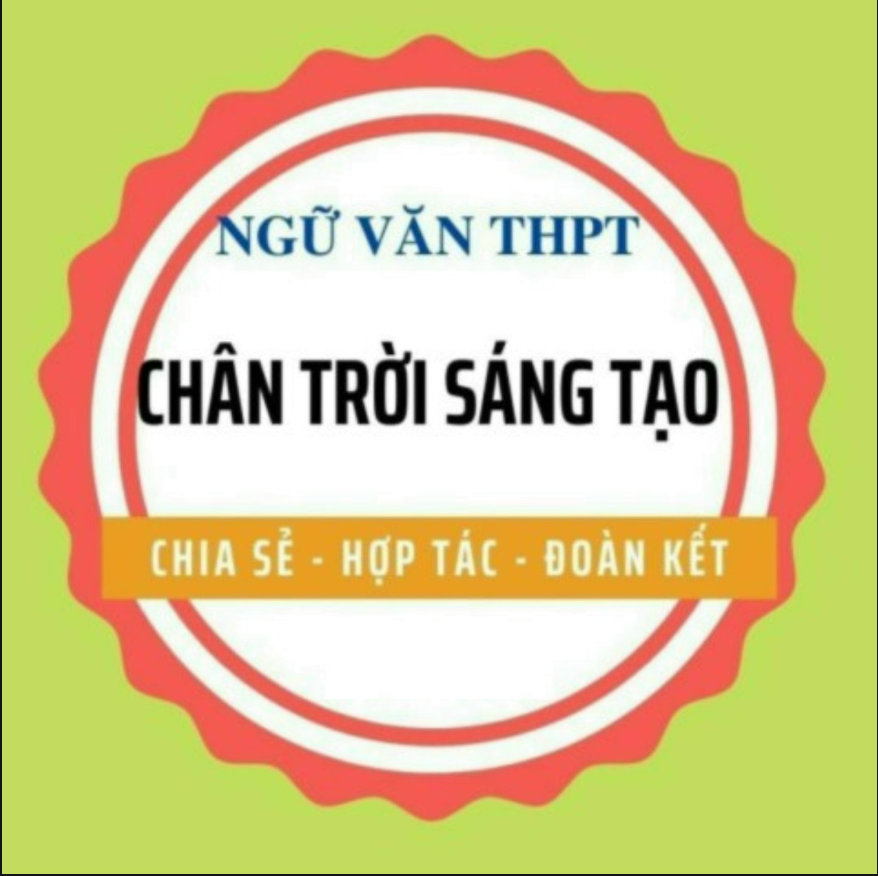 NGỮ VĂN THPT
CHÂN TRỜI SÁNG TẠO
CHIA SẺ - HỢP TÁC - ĐOÀN KẾT